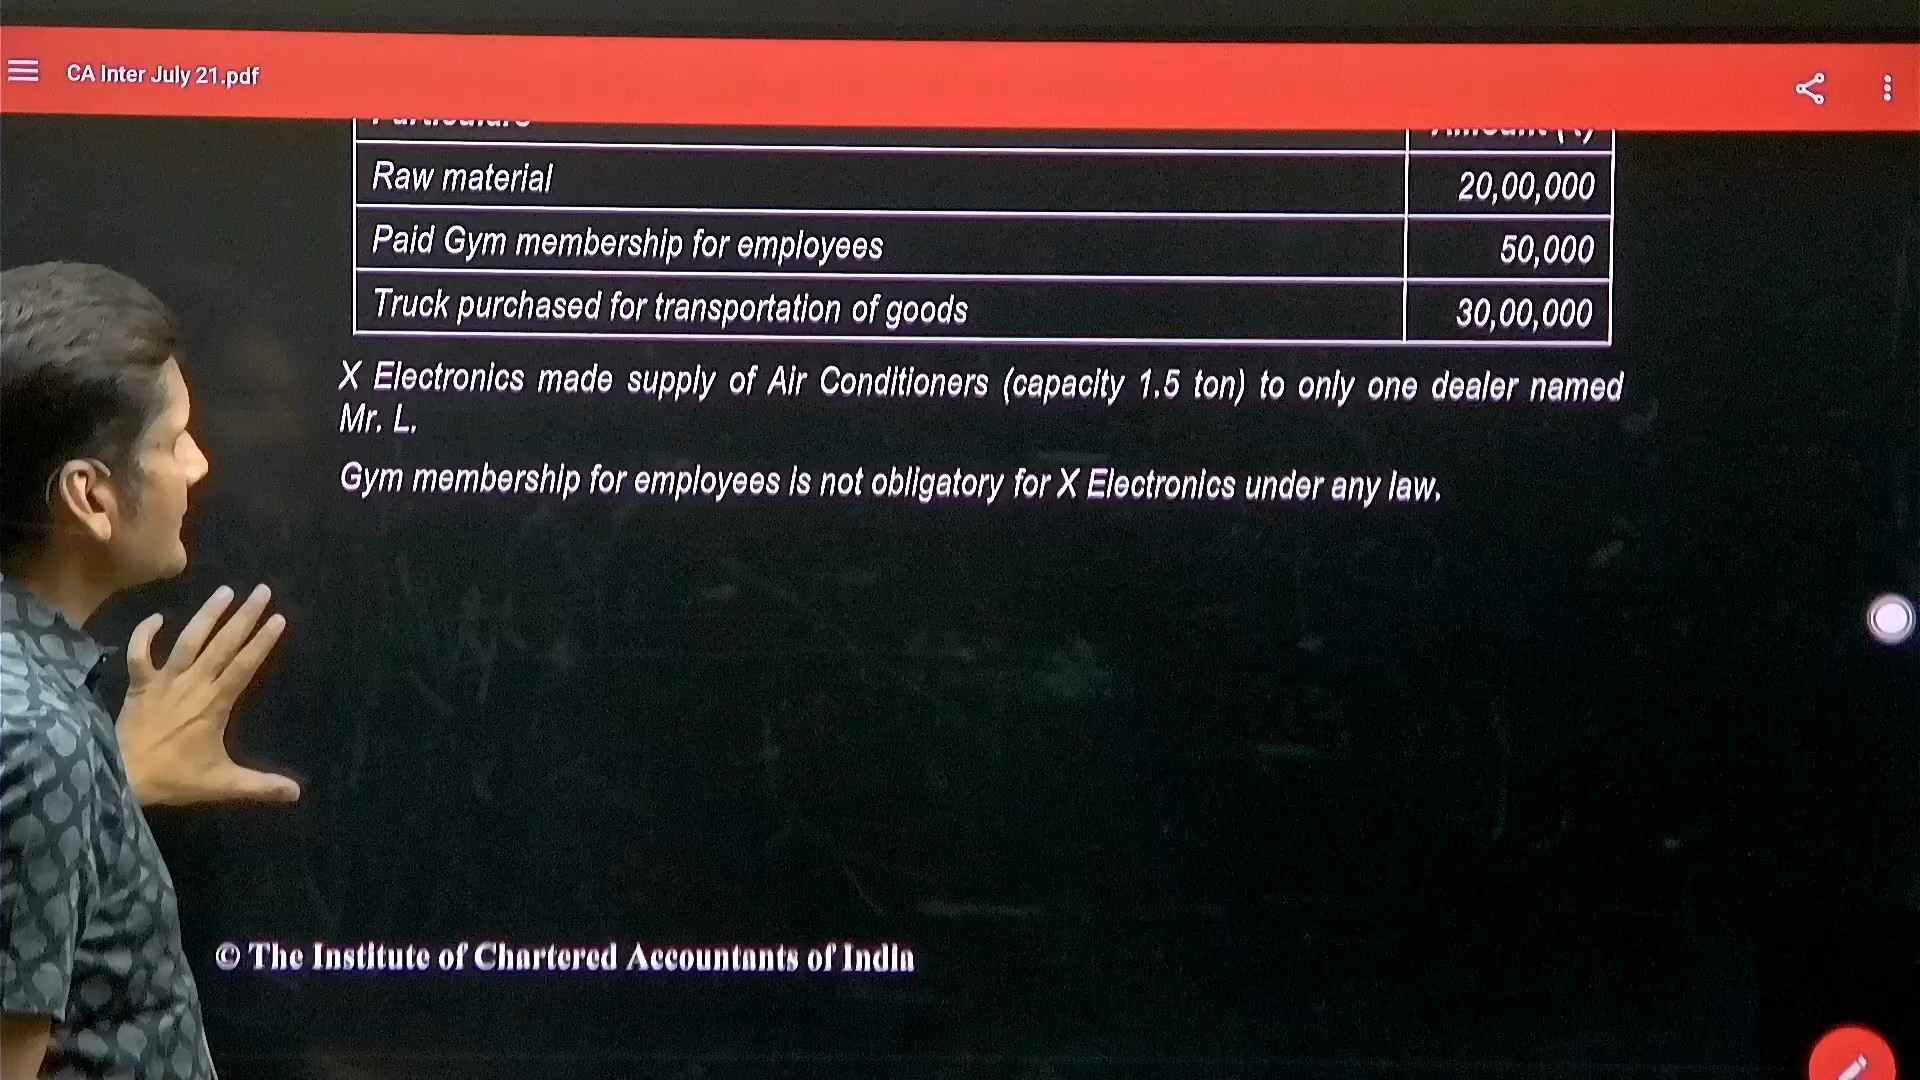 CA Inter July 21.pdf
Particulars Amount (₹)
Raw material 20,00,000
Paid Gym membership for employees 50,000
Truck purchased for transportation of goods 30,00,000
X Electronics made supply of Air Conditioners (capacity 1.5 ton) to only one dealer named
Mr. L.
Gym membership for employees is not obligatory for X Electronics under any law.
© The Institute of Chartered Accountants of India